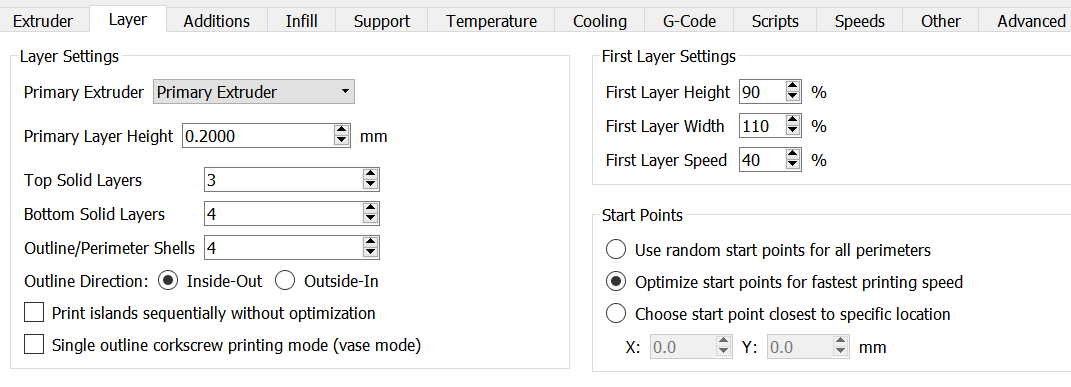 Extruder Layer Additions Infill Support Temperature Cooling G-Code Scripts Speeds Other Advanced
Layer Settings
Primary Extruder Primary Extruder
Primary Layer Height 0.2000 mm
Top Solid Layers 3
Bottom Solid Layers 4
Outline/Perimeter Shells 4
Outline Direction: Inside-Out Outside-In
Print islands sequentially without optimization
Single outline corkscrew printing mode (vase mode)
First Layer Settings
First Layer Height 90 %
First Layer Width 110 %
First Layer Speed 40 %
Start Points
Use random start points for all perimeters
Optimize start points for fastest printing speed
Choose start point closest to specific location
X: 0.0 Y: 0.0 mm